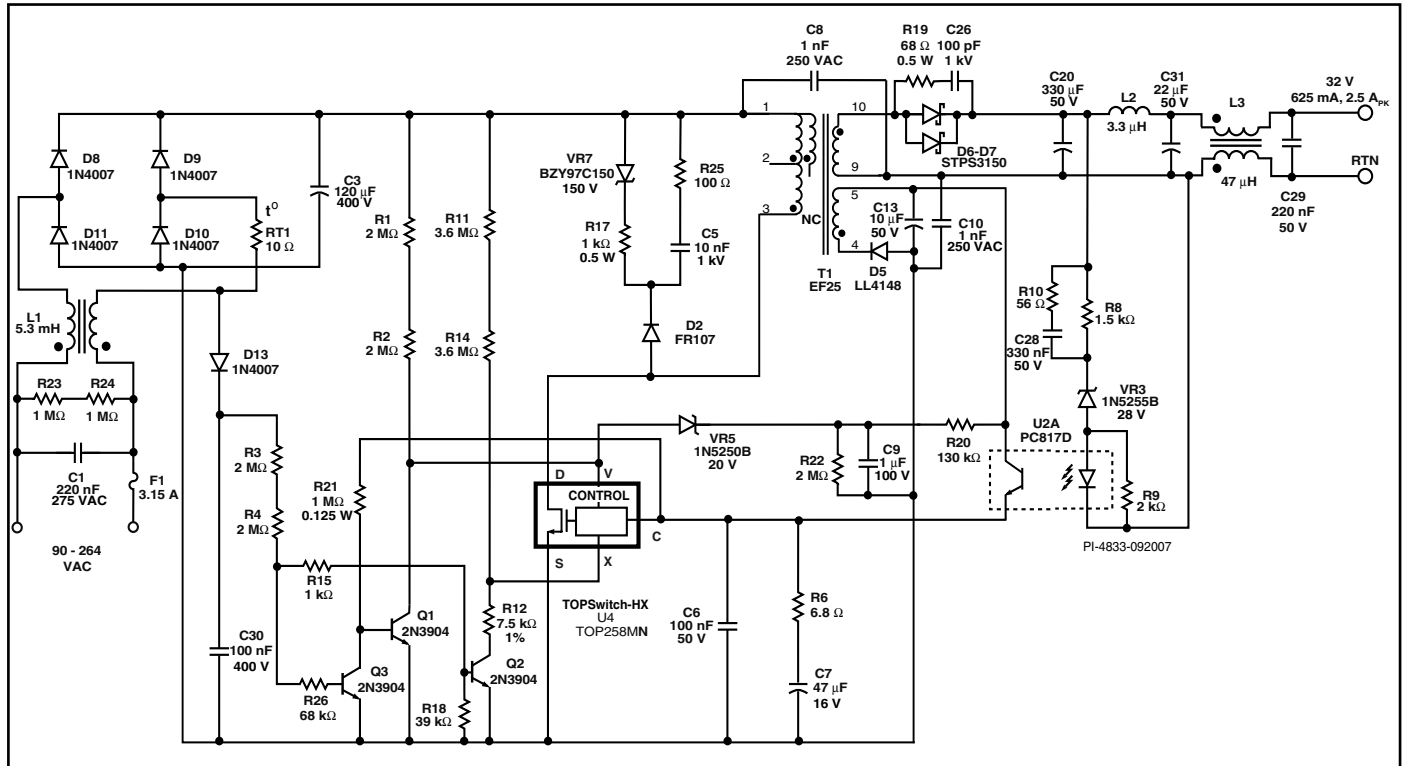 C8
1 nF
250 VAC
R19
68 Ω
0.5 W
C26
100 pF
1 kV
C20
330 μF
50 V
C31
22 μF
50 V
L2
3.3 μH
L3
47 μH
32 V
625 mA, 2.5 A_PK
RTN
C29
220 nF
50 V
1
2
3
10
9
5
4
NC
D6-D7
STPS3150
D8
1N4007
D9
1N4007
D11
1N4007
D10
1N4007
C3
120 μF
400 V
t°
RT1
10 Ω
R1
2 MΩ
R11
3.6 MΩ
VR7
BZY97C150
150 V
R25
100 Ω
R17
1 kΩ
0.5 W
C5
10 nF
1 kV
C13
10 μF
50 V
C10
1 nF
250 VAC
T1
EF25
D5
LL4148
R10
56 Ω
R8
1.5 kΩ
C28
330 nF
50 V
L1
5.3 mH
D13
1N4007
R2
2 MΩ
R14
3.6 MΩ
D2
FR107
R23
1 MΩ
R24
1 MΩ
C1
220 nF
275 VAC
F1
3.15 A
90 - 264
VAC
R3
2 MΩ
R4
2 MΩ
R21
1 MΩ
0.125 W
VR5
1N5250B
20 V
R22
2 MΩ
C9
1 μF
100 V
R20
130 kΩ
U2A
PC817D
VR3
1N5255B
28 V
R9
2 kΩ
PI-4833-092007
D
V
CONTROL
C
S
X
TOPSwitch-HX
U4
TOP258MN
R15
1 kΩ
R12
7.5 kΩ
1%
C6
100 nF
50 V
R6
6.8 Ω
C7
47 μF
16 V
C30
100 nF
400 V
Q1
2N3904
Q3
2N3904
Q2
2N3904
R26
68 kΩ
R18
39 kΩ